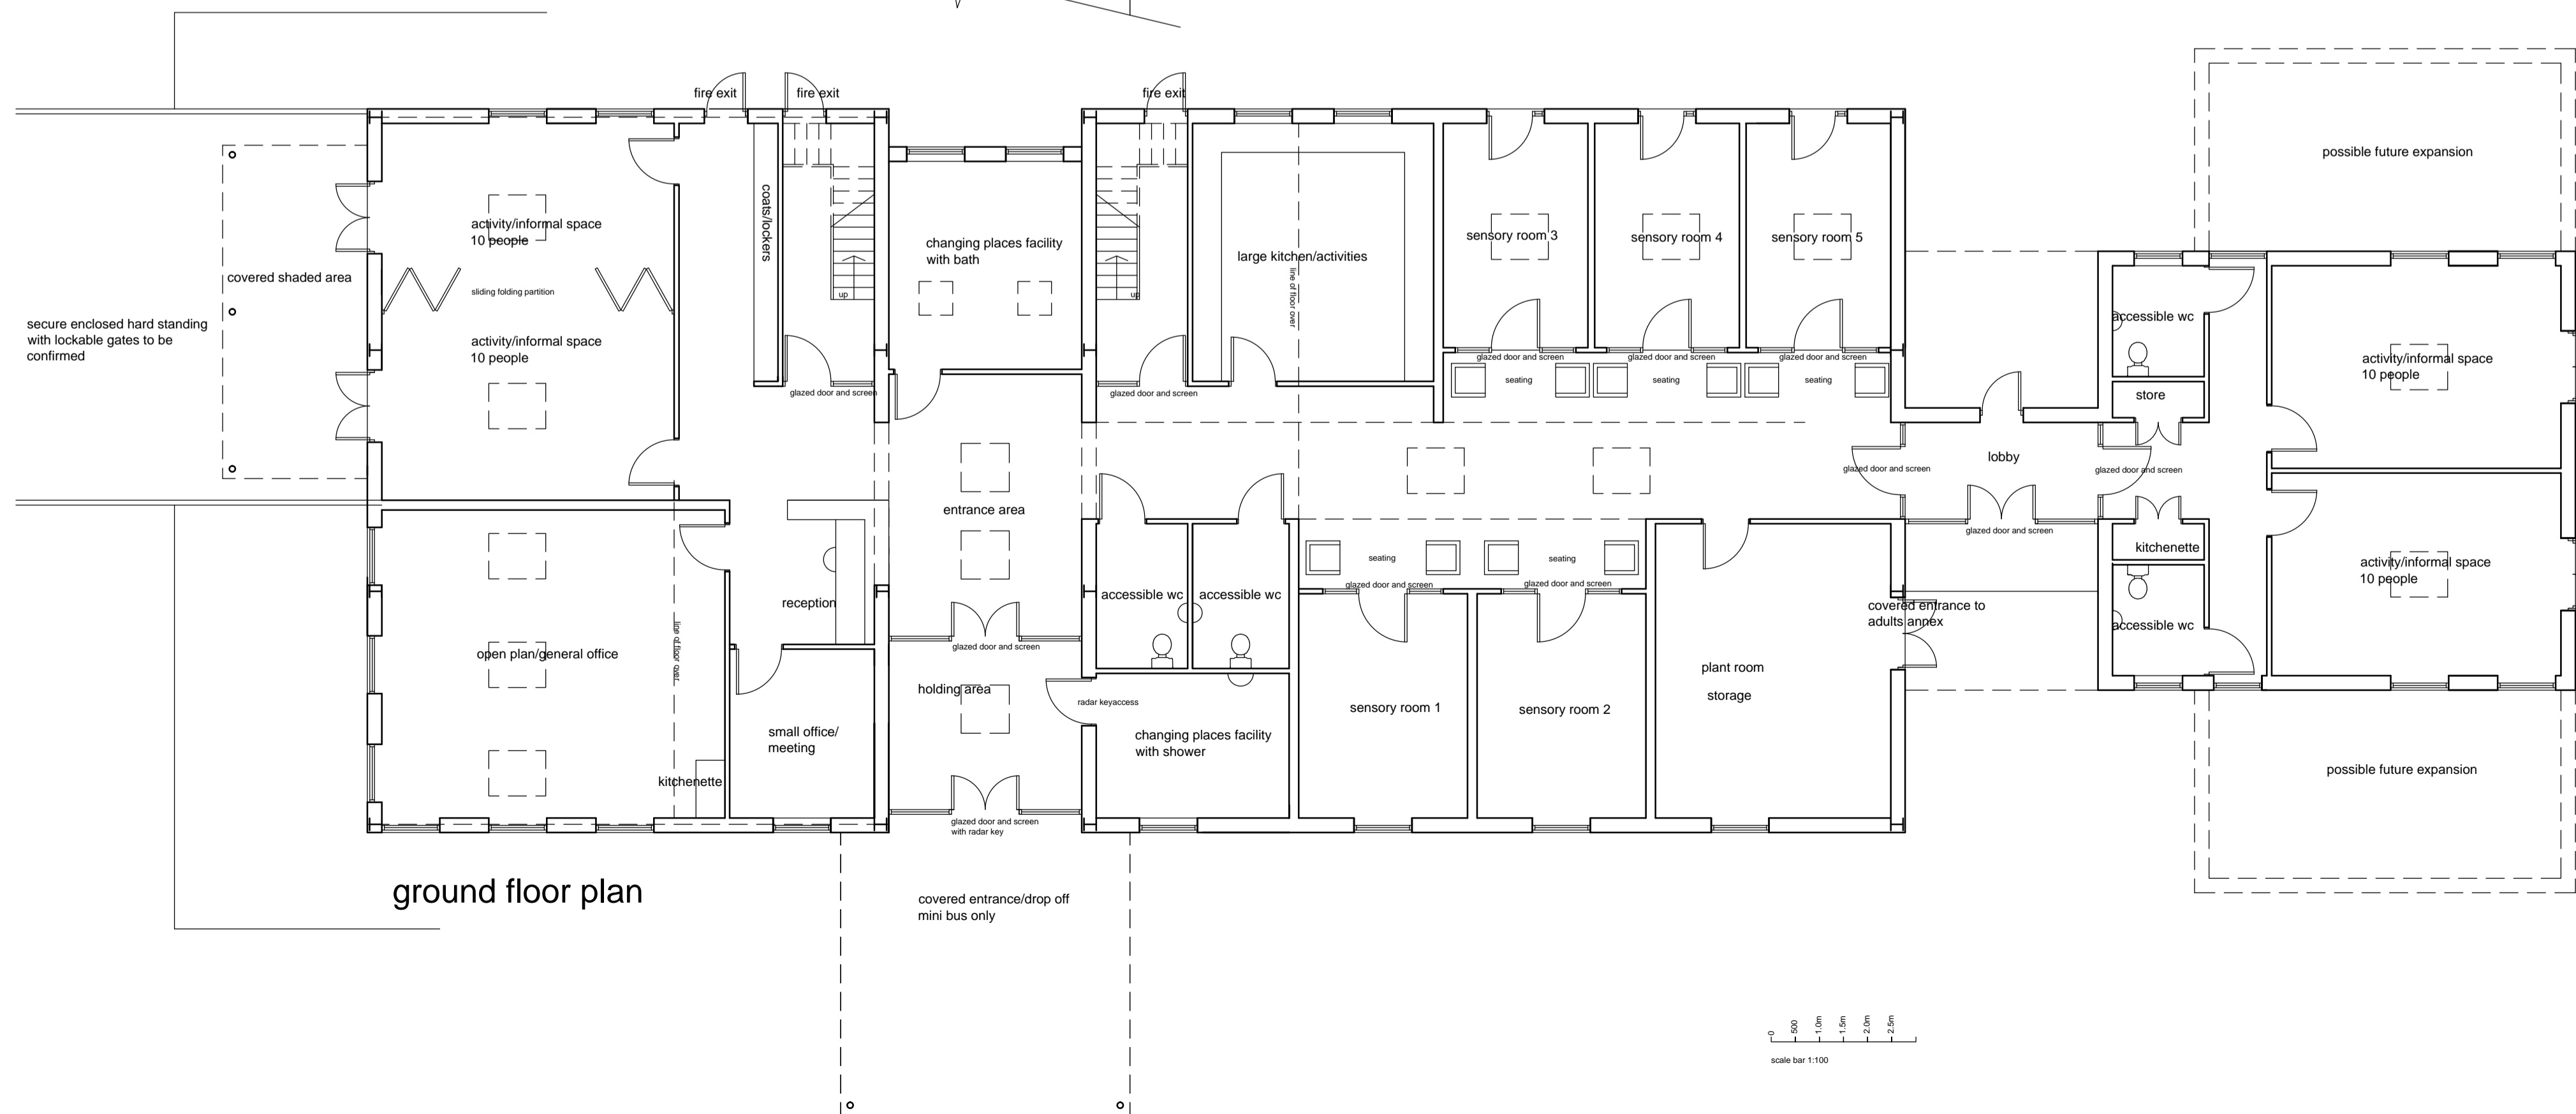 fire exit
fire exit
fire exit
possible future expansion
coats/lockers
activity/informal space
10 people
changing places facility
with bath
large kitchen/activities
sensory room 3
sensory room 4
sensory room 5
covered shaded area
sliding folding partition
up
up
line of floor over
accessible wc
secure enclosed hard standing
with lockable gates to be
confirmed
activity/informal space
10 people
glazed door and screen
glazed door and screen
glazed door and screen
activity/informal space
10 people
seating
seating
seating
glazed door and screen
glazed door and screen
store
lobby
glazed door and screen
glazed door and screen
entrance area
glazed door and screen
kitchenette
seating
seating
glazed door and screen
glazed door and screen
activity/informal space
10 people
reception
accessible wc
accessible wc
covered entrance to
adults annex
accessible wc
open plan/general office
line of floor over
glazed door and screen
holding area
radar keyaccess
plant room
storage
sensory room 1
sensory room 2
small office/
meeting
changing places facility
with shower
kitchenette
possible future expansion
glazed door and screen
with radar key
ground floor plan
covered entrance/drop off
mini bus only
0
500
1.0m
1.5m
2.0m
2.5m
scale bar 1:100